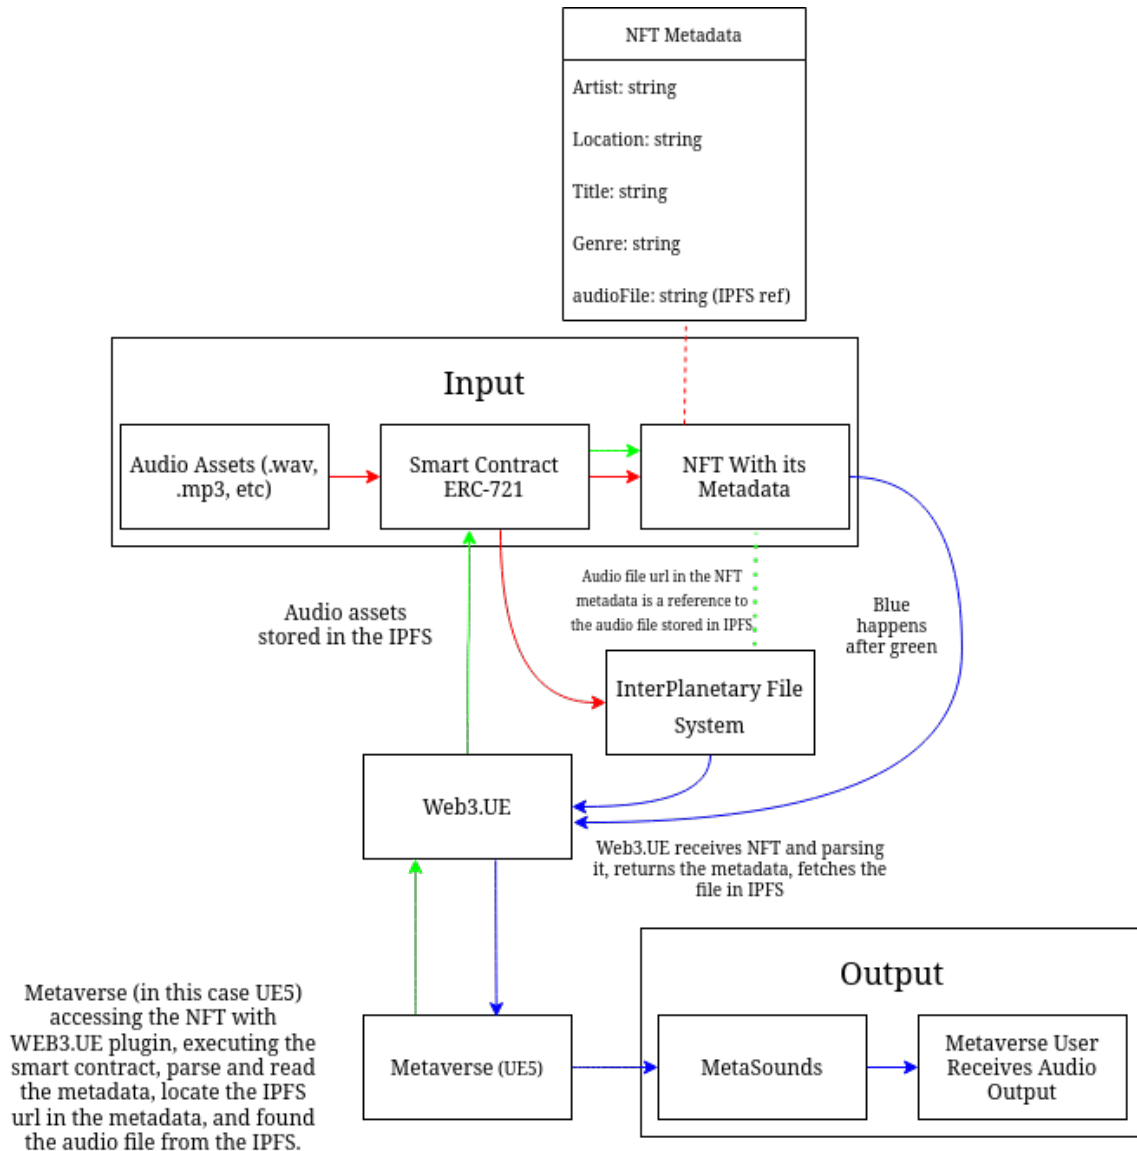 NFT Metadata
Artist: string
Location: string
Title: string
Genre: string
audioFile: string (IPFS ref)
Input
Audio Assets (.wav,
.mp3, etc)
Smart Contract
ERC-721
NFT With its
Metadata
Audio assets
stored in the IPFS
Audio file url in the NFT
metadata is a reference to
the audio file stored in IPFS
Blue
happens
after green
InterPlanetary File
System
Web3.UE
Web3.UE receives NFT and parsing
it, returns the metadata, fetches the
file in IPFS
Metaverse (in this case UE5)
accessing the NFT with
WEB3.UE plugin, executing the
smart contract, parse and read
the metadata, locate the IPFS
url in the metadata, and found
the audio file from the IPFS.
Metaverse (UE5)
Output
MetaSounds
Metaverse User
Receives Audio
Output